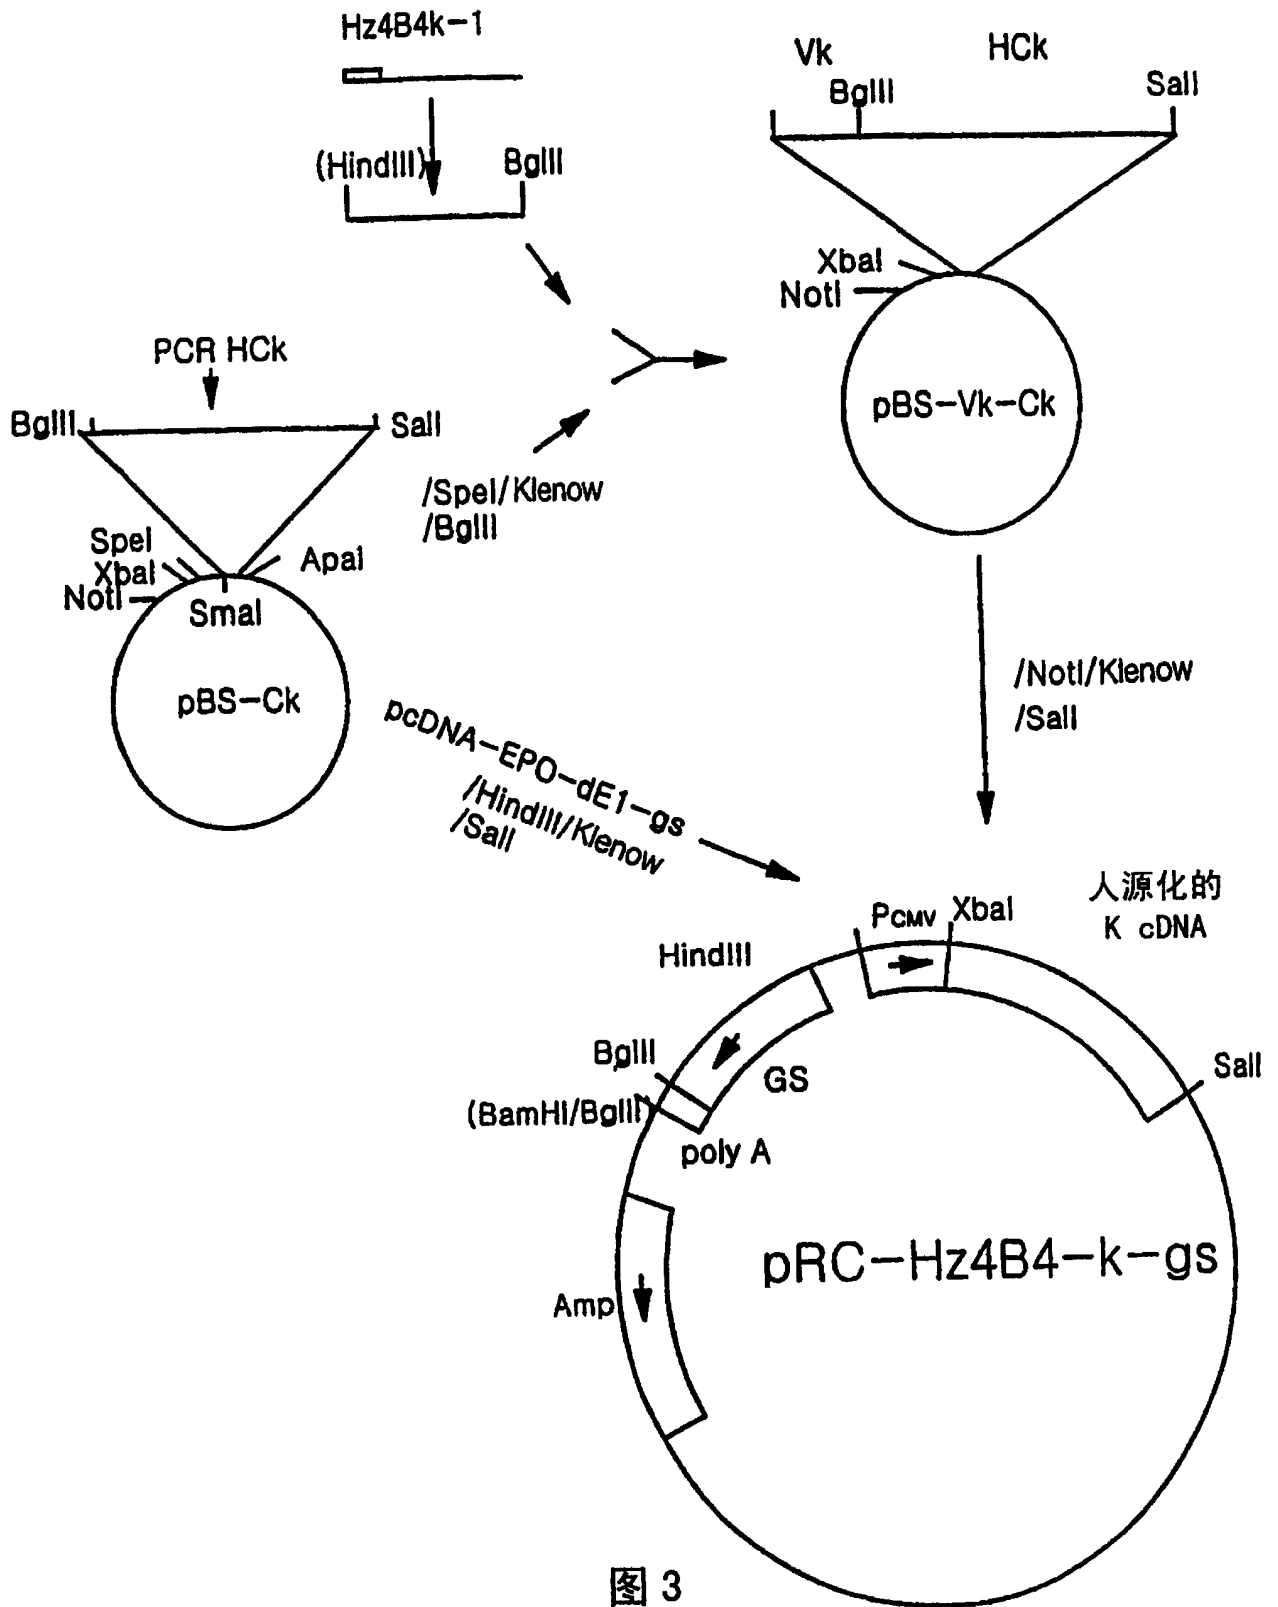 Hz4B4k-1
(HindIII)
BglII
Vk
HCk
BglII
SalI
XbaI
NotI
pBS-Vk-Ck
PCR HCk
BglII
SalI
/SpeI/Klenow
/BglII
SpeI
XbaI
NotI
SmaI
ApaI
pBS-Ck
/NotI/Klenow
/SalI
pcDNA-EPO-dE1-gs
/HindIII/Klenow
/SalI
人源化的
K cDNA
PCMV
XbaI
HindIII
BglII
(BamHI/BglII)
GS
poly A
SalI
Amp
pRC-Hz4B4-k-gs
图 3